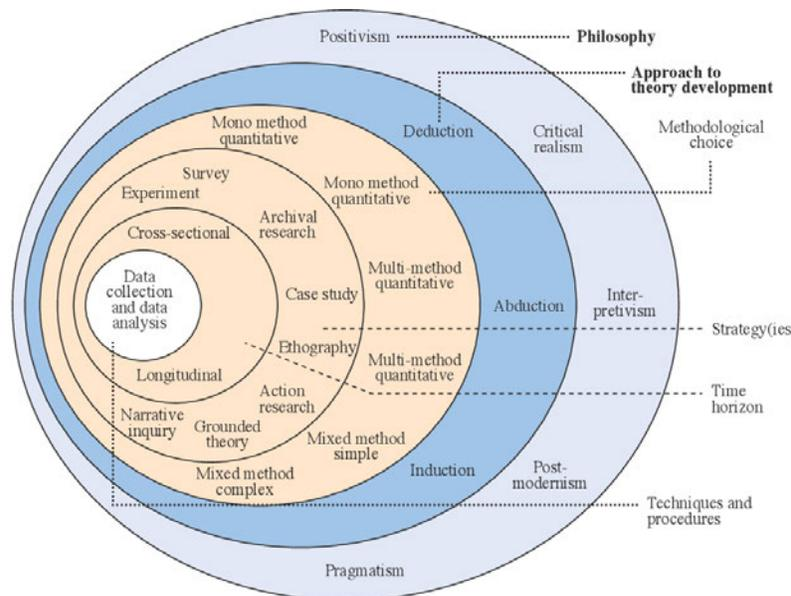 Positivism
Philosophy
Approach to
theory development
Deduction
Critical
realism
Methodological
choice
Mono method
quantitative
Mono method
quantitative
Survey
Experiment
Archival
research
Cross-sectional
Data
collection
and data
analysis
Case study
Multi-method
quantitative
Abduction
Inter-
pretivism
Strategy(ies
Ethography
Multi-method
quantitative
Longitudinal
Time
horizon
Action
research
Narrative
inquiry
Grounded
theory
Mixed method
simple
Mixed method
complex
Induction
Post-
modernism
Techniques and
procedures
Pragmatism